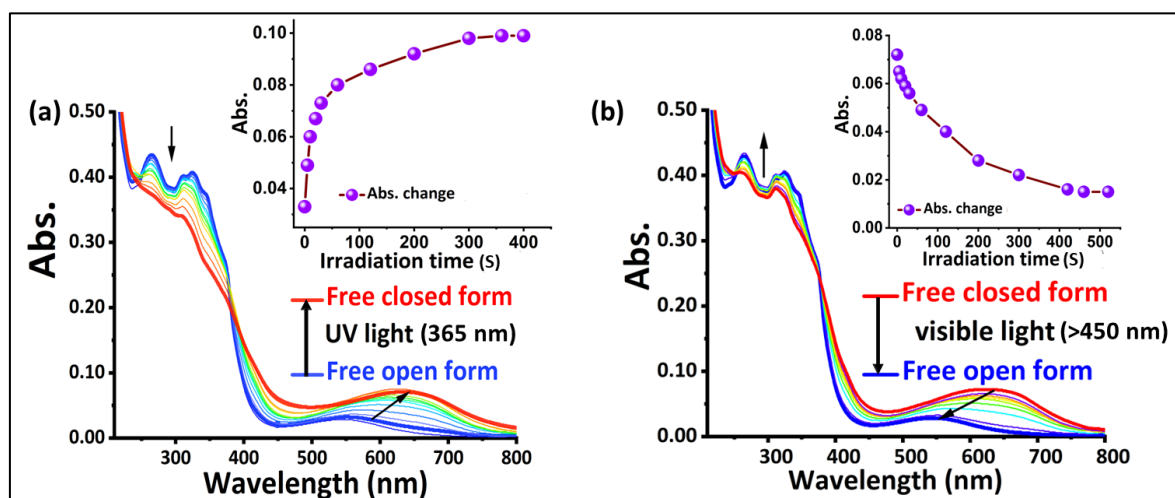 (a)
0.50
0.40
0.30
0.20
0.10
0.00
Abs.
300 400 500 600 700 800
Wavelength (nm)
0.10
0.08
0.06
0.04
Abs.
Abs. change
0 100 200 300 400
Irradiation time (S)
Free closed form
UV light (365 nm)
Free open form
(b)
0.50
0.40
0.30
0.20
0.10
0.00
Abs.
300 400 500 600 700 800
Wavelength (nm)
0.08
0.06
0.04
0.02
0.00
Abs.
Abs. change
0 100 200 300 400 500
Irradiation time (S)
Free closed form
visible light (>450 nm)
Free open form